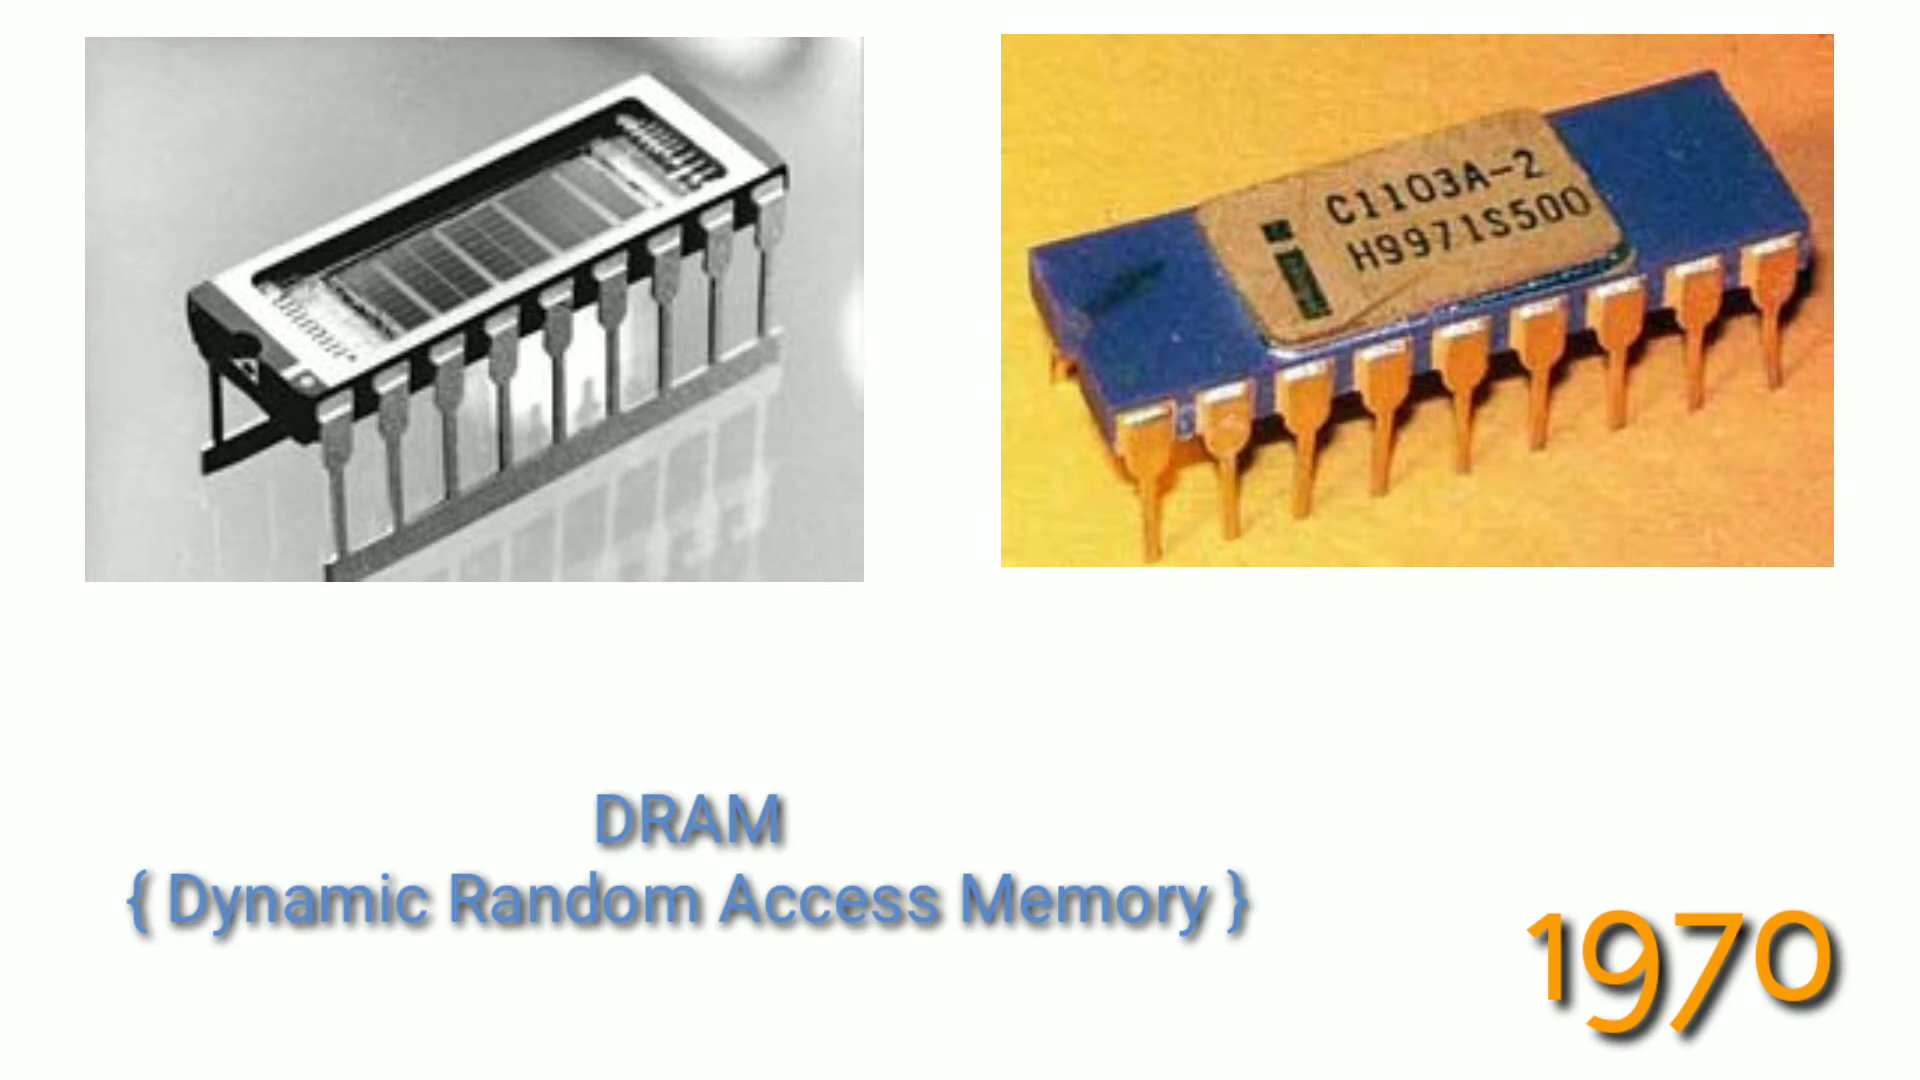 C1103A-2
i H9971S500
DRAM
{ Dynamic Random Access Memory }
1970